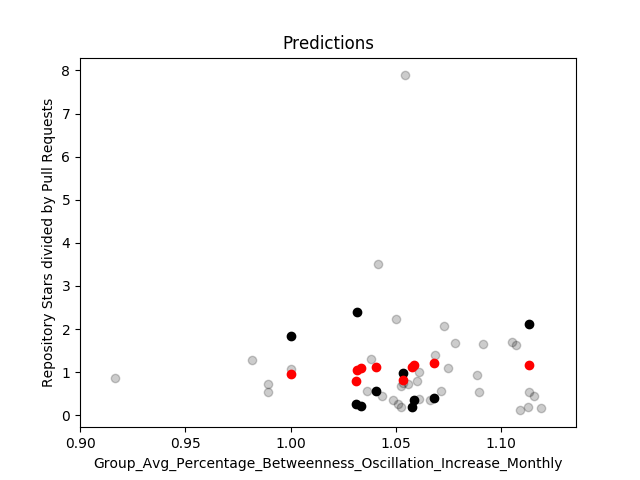 Predictions
Repository Stars divided by Pull Requests
8
7
6
5
4
3
2
1
0
0.90 0.95 1.00 1.05 1.10
Group_Avg_Percentage_Betweenness_Oscillation_Increase_Monthly